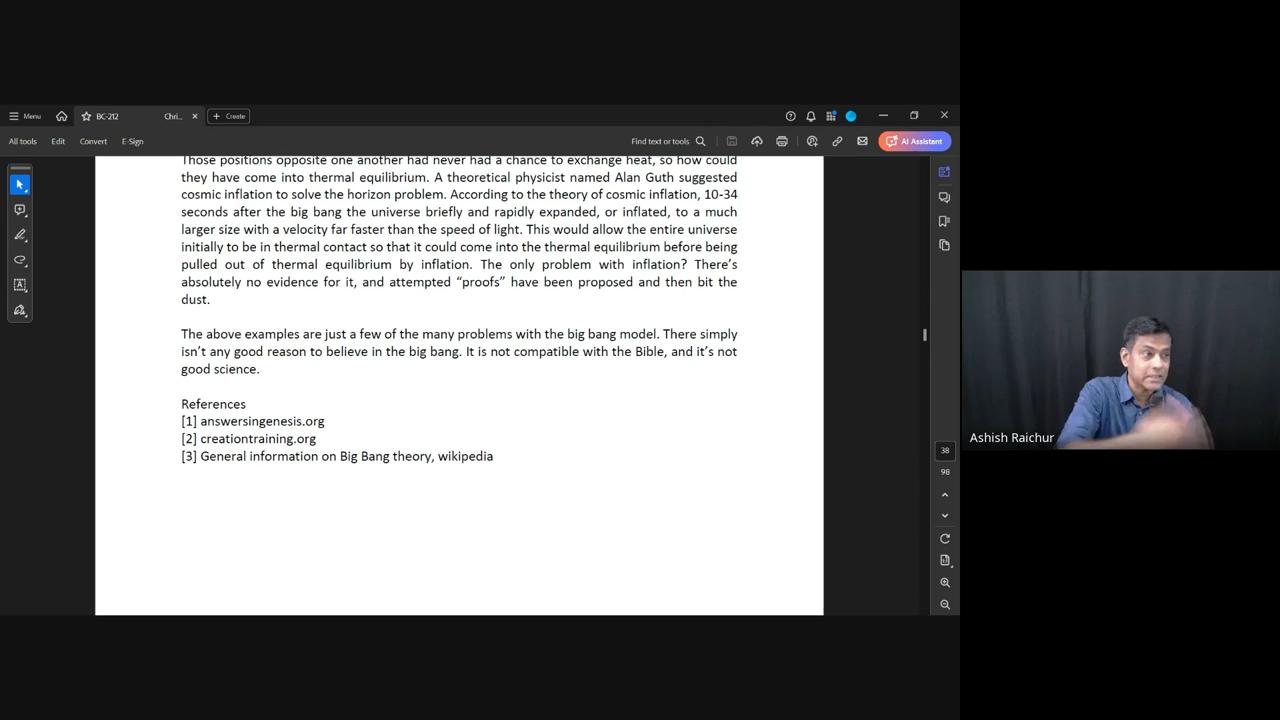 Menu
BC-212
Chri...
Create
All tools
Edit
Convert
E-Sign
Find text or tools
AI Assistant
Those positions opposite one another had never had a chance to exchange heat, so how could
they have come into thermal equilibrium. A theoretical physicist named Alan Guth suggested
cosmic inflation to solve the horizon problem. According to the theory of cosmic inflation, 10-34
seconds after the big bang the universe briefly and rapidly expanded, or inflated, to a much
larger size with a velocity far faster than the speed of light. This would allow the entire universe
initially to be in thermal contact so that it could come into the thermal equilibrium before being
pulled out of thermal equilibrium by inflation. The only problem with inflation? There’s
absolutely no evidence for it, and attempted “proofs” have been proposed and then bit the
dust.
The above examples are just a few of the many problems with the big bang model. There simply
isn’t any good reason to believe in the big bang. It is not compatible with the Bible, and it’s not
good science.
References
[1] answersingenesis.org
[2] creationtraining.org
[3] General information on Big Bang theory, wikipedia
38
98
Ashish Raichur